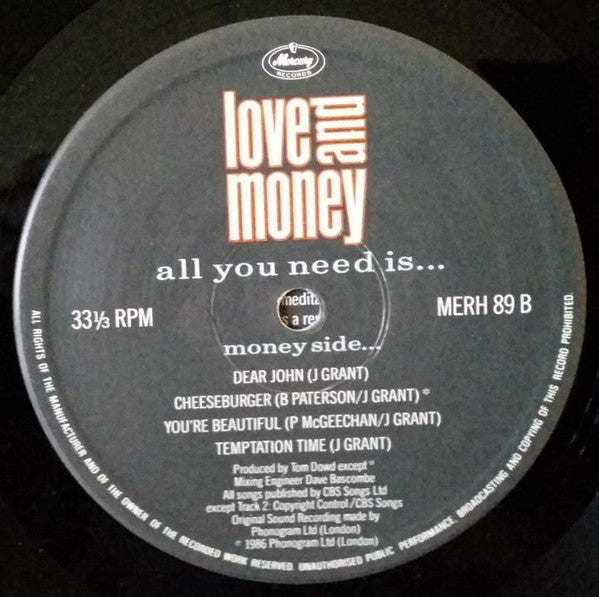 Mercury
RECORDS
love and
money
all you need is...
33⅓ RPM
MERH 89 B
medita
s a re
money side...
DEAR JOHN (J GRANT)
CHEESEBURGER (B PATERSON/J GRANT) *
YOU'RE BEAUTIFUL (P McGEECHAN/J GRANT)
TEMPTATION TIME (J GRANT)
Produced by Tom Dowd except *
Mixing Engineer Dave Bascombe
All songs published by CBS Songs Ltd
except Track 2: Copyright Control/CBS Songs
Original Sound Recording made by
Phonogram Ltd (London)
℗ 1986 Phonogram Ltd (London)
ALL RIGHTS OF THE MANUFACTURER AND OF THE OWNER OF THE RECORDED WORK RESERVED. UNAUTHORISED PUBLIC PERFORMANCE, BROADCASTING AND COPYING OF THIS RECORD PROHIBITED.